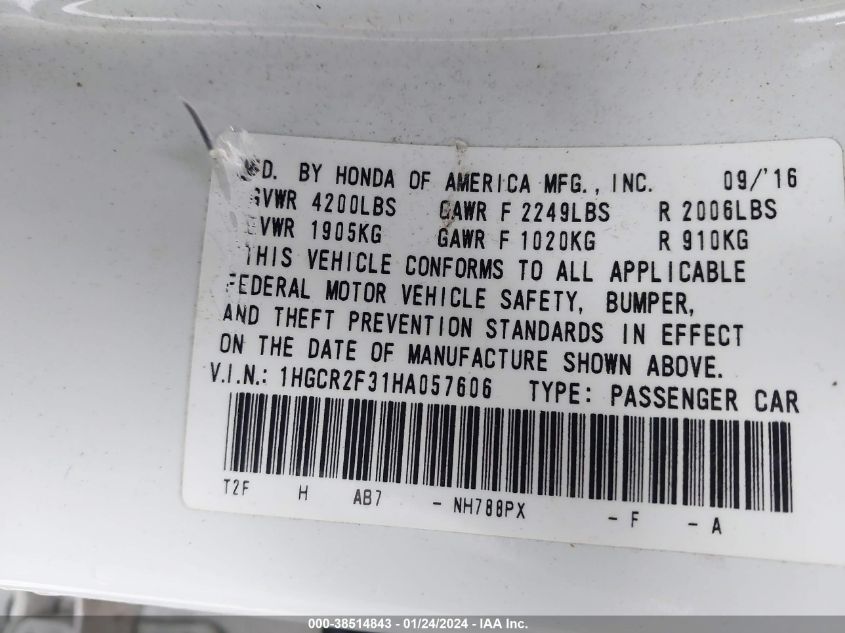 MFD. BY HONDA OF AMERICA MFG., INC. 09/'16
GVWR 4200LBS GAWR F 2249LBS R 2006LBS
GVWR 1905KG GAWR F 1020KG R 910KG
THIS VEHICLE CONFORMS TO ALL APPLICABLE
FEDERAL MOTOR VEHICLE SAFETY, BUMPER,
AND THEFT PREVENTION STANDARDS IN EFFECT
ON THE DATE OF MANUFACTURE SHOWN ABOVE.
V.I.N.: 1HGCR2F31HA057606 TYPE: PASSENGER CAR
T2F H AB7 - NH788PX - F - A
000-38514843 - 01/24/2024 - IAA Inc.